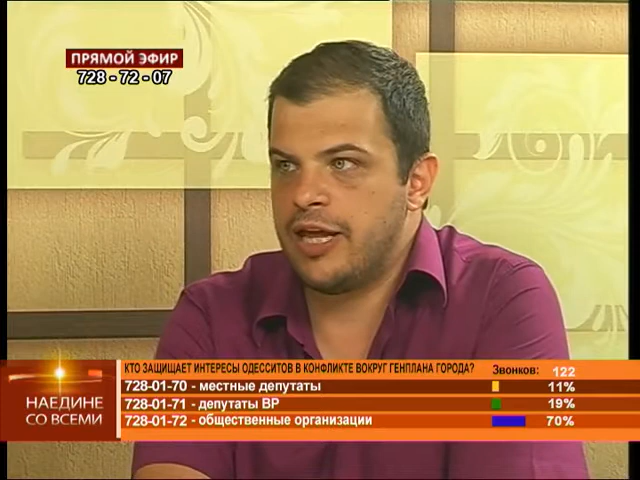 ПРЯМОЙ ЭФИР
728 - 72 - 07
КТО ЗАЩИЩАЕТ ИНТЕРЕСЫ ОДЕССИТОВ В КОНФЛИКТЕ ВОКРУГ ГЕНПЛАНА ГОРОДА? Звонков: 122
728-01-70 - местные депутаты 11%
728-01-71 - депутаты ВР 19%
728-01-72 - общественные организации 70%
НАЕДИНЕ
СО ВСЕМИ